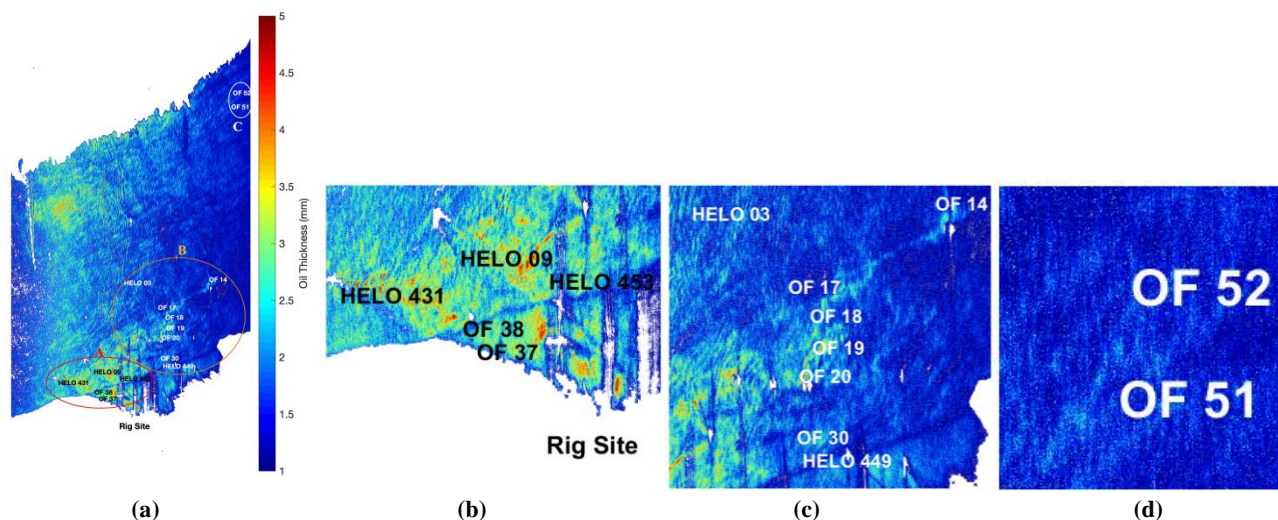 5
4.5
4
3.5
3
2.5
2
1.5
1
Oil Thickness (mm)
OF 52
OF 51
C
B
HELO 03
OF 14
OF 17
OF 18
OF 19
OF 20
OF 30
HELO 449
A
HELO 09
HELO 431
OF 38
OF 37
Rig Site
(a)
HELO 09
HELO 453
HELO 431
OF 38
OF 37
Rig Site
(b)
HELO 03
OF 14
OF 17
OF 18
OF 19
OF 20
OF 30
HELO 449
(c)
OF 52
OF 51
(d)